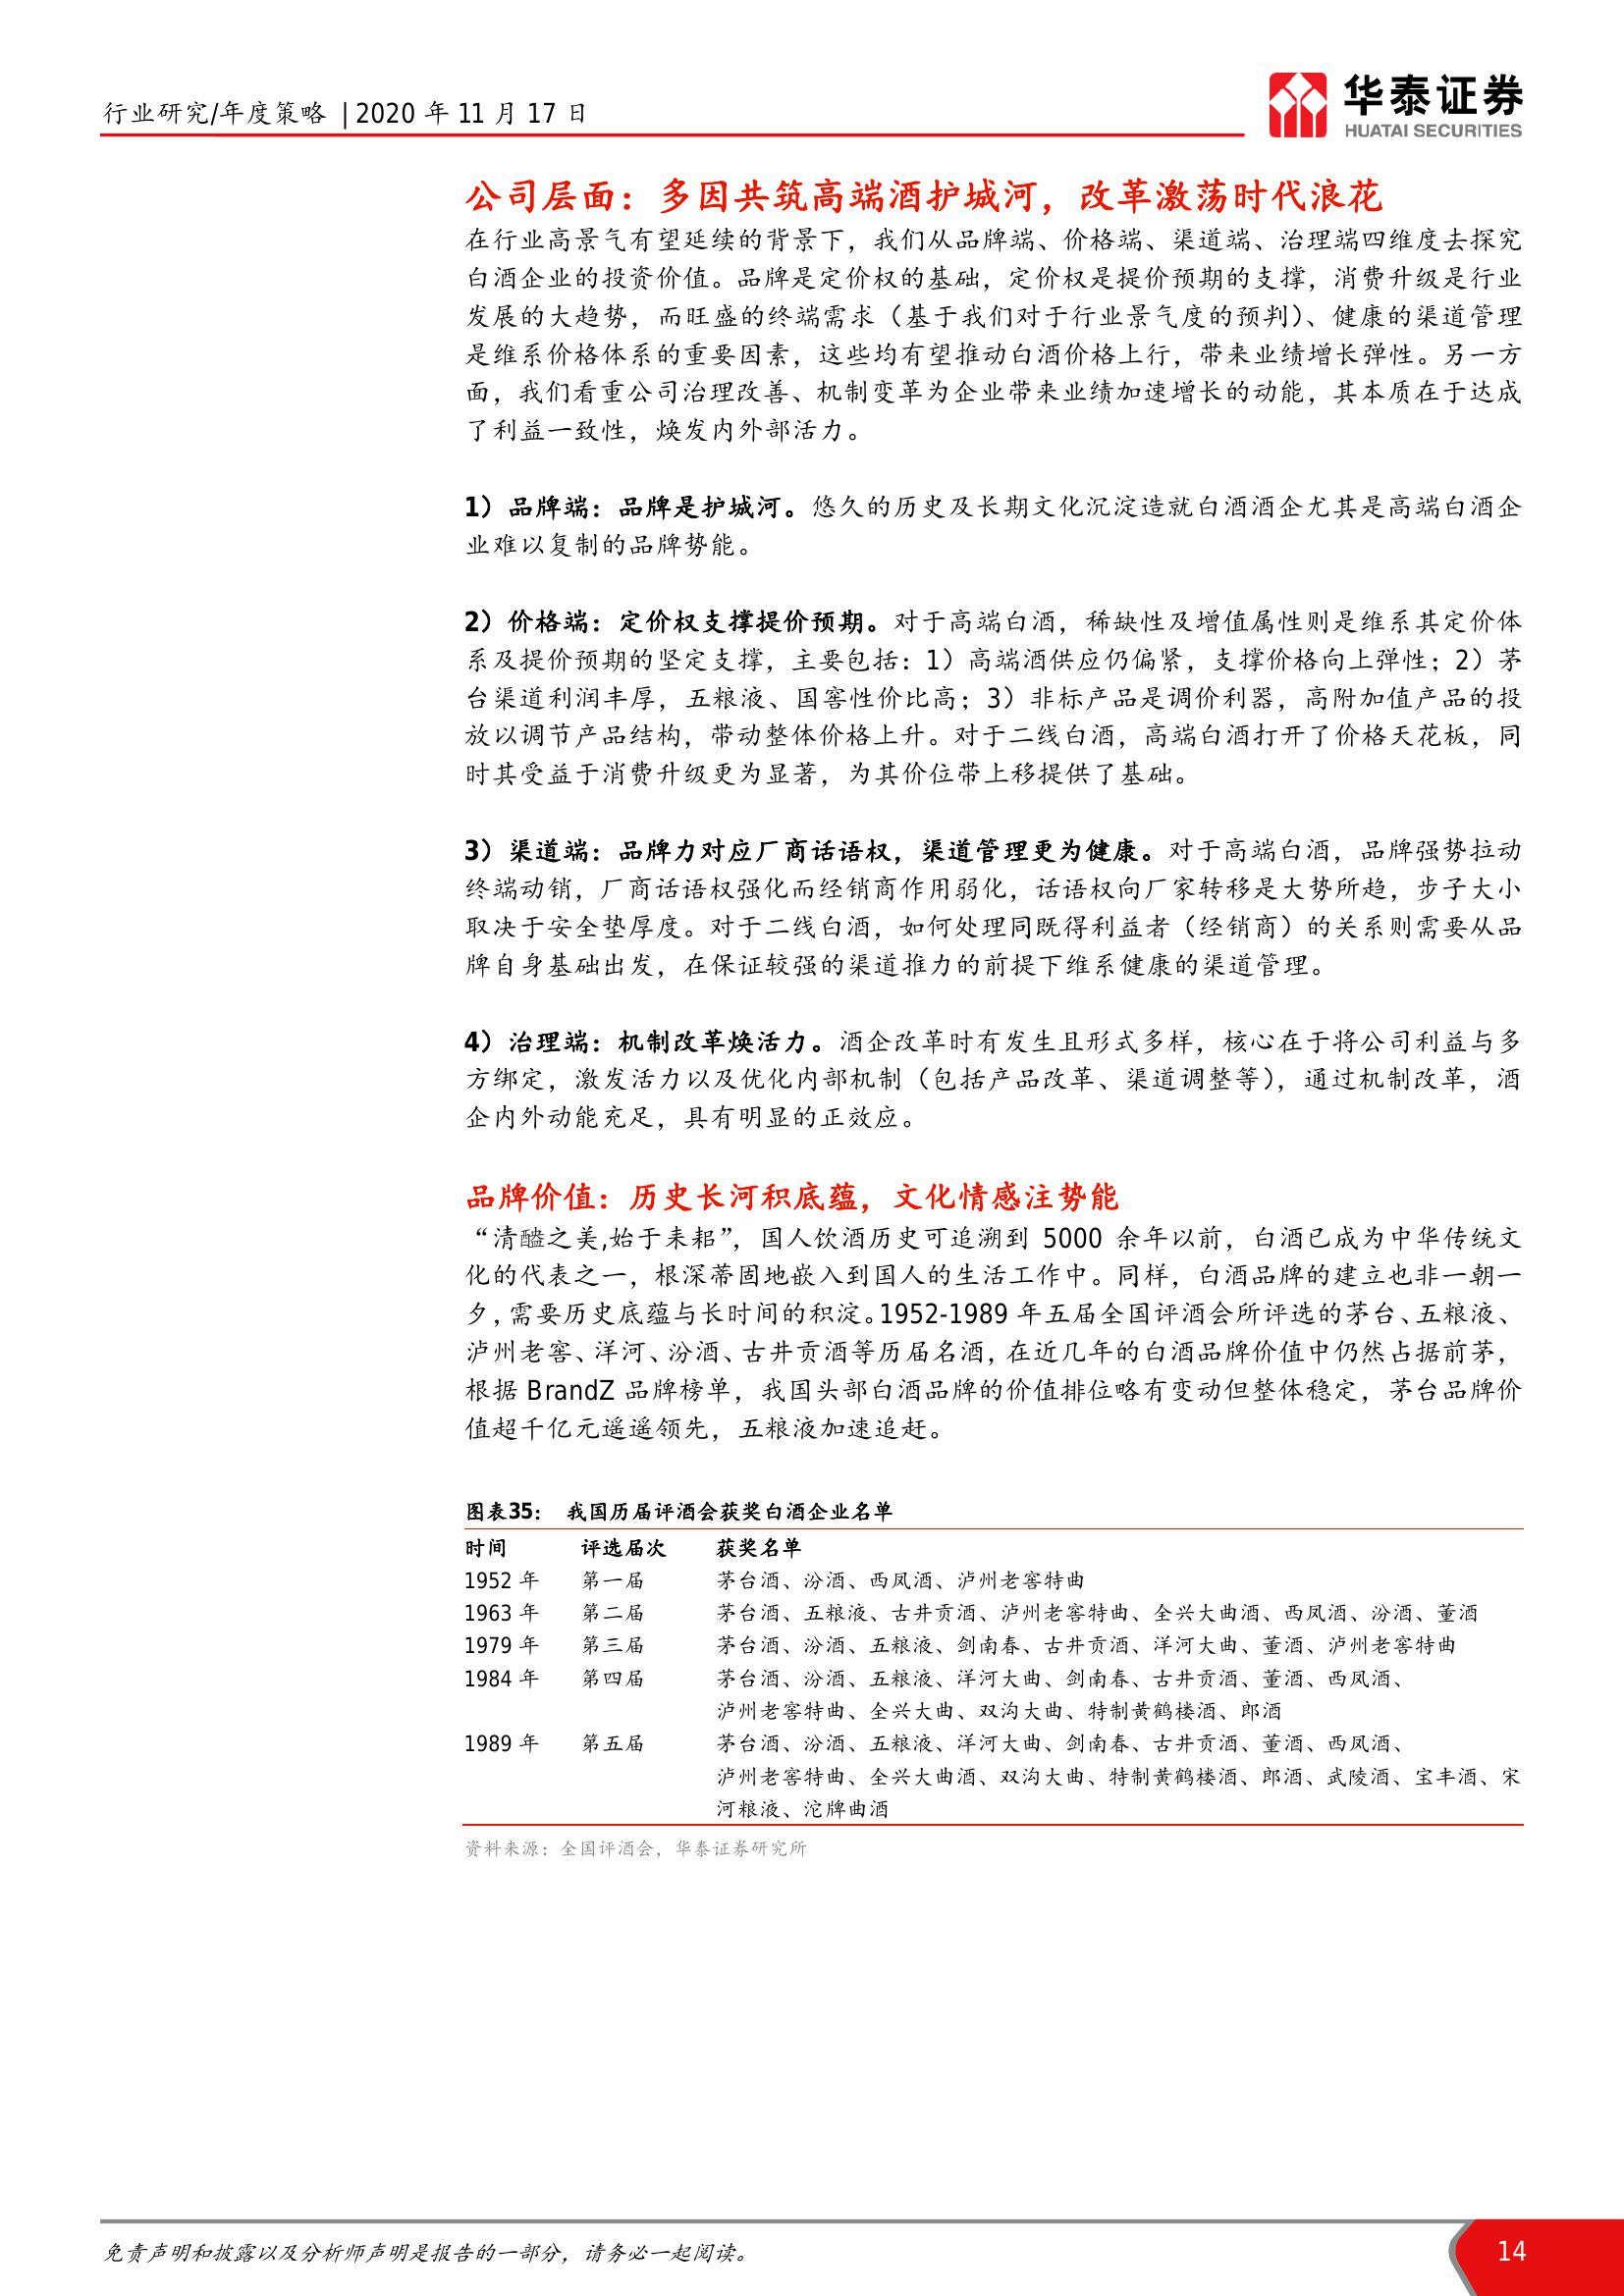 行业研究/年度策略 | 2020 年 11 月 17 日
华泰证券
HUATAI SECURITIES
公司层面：多因共筑高端酒护城河，改革激荡时代浪花
在行业高景气有望延续的背景下，我们从品牌端、价格端、渠道端、治理端四维度去探究
白酒企业的投资价值。品牌是定价权的基础，定价权是提价预期的支撑，消费升级是行业
发展的大趋势，而旺盛的终端需求（基于我们对于行业景气度的预判）、健康的渠道管理
是维系价格体系的重要因素，这些均有望推动白酒价格上行，带来业绩增长弹性。另一方
面，我们看重公司治理改善、机制变革为企业带来业绩加速增长的动能，其本质在于达成
了利益一致性，焕发内外部活力。
1）品牌端：品牌是护城河。悠久的历史及长期文化沉淀造就白酒酒企尤其是高端白酒企
业难以复制的品牌势能。
2）价格端：定价权支撑提价预期。对于高端白酒，稀缺性及增值属性则是维系其定价体
系及提价预期的坚定支撑，主要包括：1）高端酒供应仍偏紧，支撑价格向上弹性；2）茅
台渠道利润丰厚，五粮液、国窖性价比高；3）非标产品是调价利器，高附加值产品的投
放以调节产品结构，带动整体价格上升。对于二线白酒，高端白酒打开了价格天花板，同
时其受益于消费升级更为显著，为其价位带上移提供了基础。
3）渠道端：品牌力对应厂商话语权，渠道管理更为健康。对于高端白酒，品牌强势拉动
终端动销，厂商话语权强化而经销商作用弱化，话语权向厂家转移是大势所趋，步子大小
取决于安全垫厚度。对于二线白酒，如何处理同既得利益者（经销商）的关系则需要从品
牌自身基础出发，在保证较强的渠道推力的前提下维系健康的渠道管理。
4）治理端：机制改革焕活力。酒企改革时有发生且形式多样，核心在于将公司利益与多
方绑定，激发活力以及优化内部机制（包括产品改革、渠道调整等），通过机制改革，酒
企内外动能充足，具有明显的正效应。
品牌价值：历史长河积底蕴，文化情感注势能
“清醠之美,始于耒耜”，国人饮酒历史可追溯到 5000 余年以前，白酒已成为中华传统文
化的代表之一，根深蒂固地嵌入到国人的生活工作中。同样，白酒品牌的建立也非一朝一
夕，需要历史底蕴与长时间的积淀。1952-1989 年五届全国评酒会所评选的茅台、五粮液、
泸州老窖、洋河、汾酒、古井贡酒等历届名酒，在近几年的白酒品牌价值中仍然占据前茅，
根据 BrandZ 品牌榜单，我国头部白酒品牌的价值排位略有变动但整体稳定，茅台品牌价
值超千亿元遥遥领先，五粮液加速追赶。
图表35： 我国历届评酒会获奖白酒企业名单
时间 评选届次 获奖名单
1952 年 第一届 茅台酒、汾酒、西凤酒、泸州老窖特曲
1963 年 第二届 茅台酒、五粮液、古井贡酒、泸州老窖特曲、全兴大曲酒、西凤酒、汾酒、董酒
1979 年 第三届 茅台酒、汾酒、五粮液、剑南春、古井贡酒、洋河大曲、董酒、泸州老窖特曲
1984 年 第四届 茅台酒、汾酒、五粮液、洋河大曲、剑南春、古井贡酒、董酒、西凤酒、
泸州老窖特曲、全兴大曲、双沟大曲、特制黄鹤楼酒、郎酒
1989 年 第五届 茅台酒、汾酒、五粮液、洋河大曲、剑南春、古井贡酒、董酒、西凤酒、
泸州老窖特曲、全兴大曲酒、双沟大曲、特制黄鹤楼酒、郎酒、武陵酒、宝丰酒、宋
河粮液、沱牌曲酒
资料来源：全国评酒会，华泰证券研究所
免责声明和披露以及分析师声明是报告的一部分，请务必一起阅读。
14